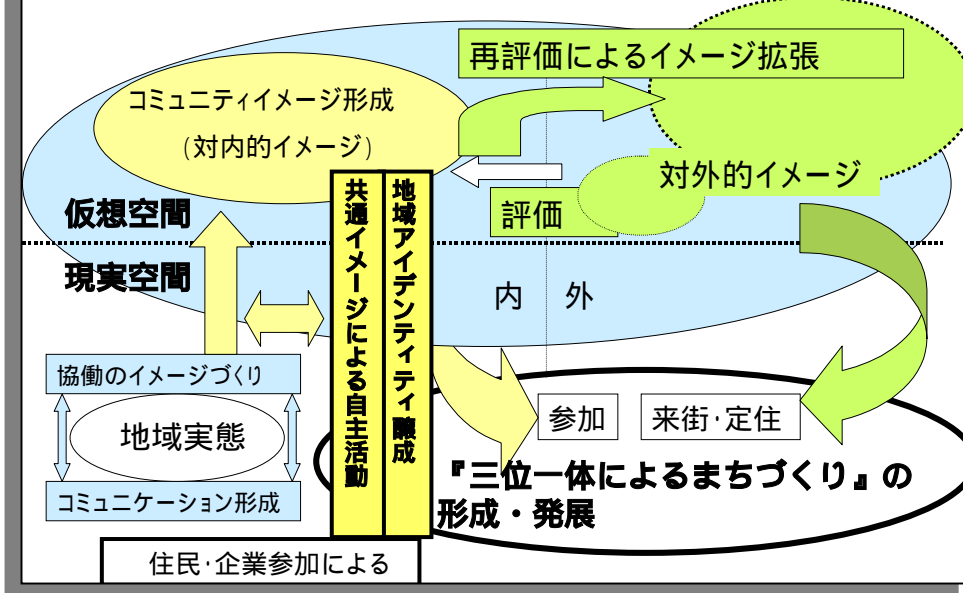 再評価によるイメージ拡張
コミュニティイメージ形成
(対内的イメージ)
対外的イメージ
評価
仮想空間
現実空間
内
外
共通イメージによる自主活動
地域アイデンティティ醸成
協働のイメージづくり
地域実態
コミュニケーション形成
参加
来街・定住
『三位一体によるまちづくり』の
形成・発展
住民・企業参加による